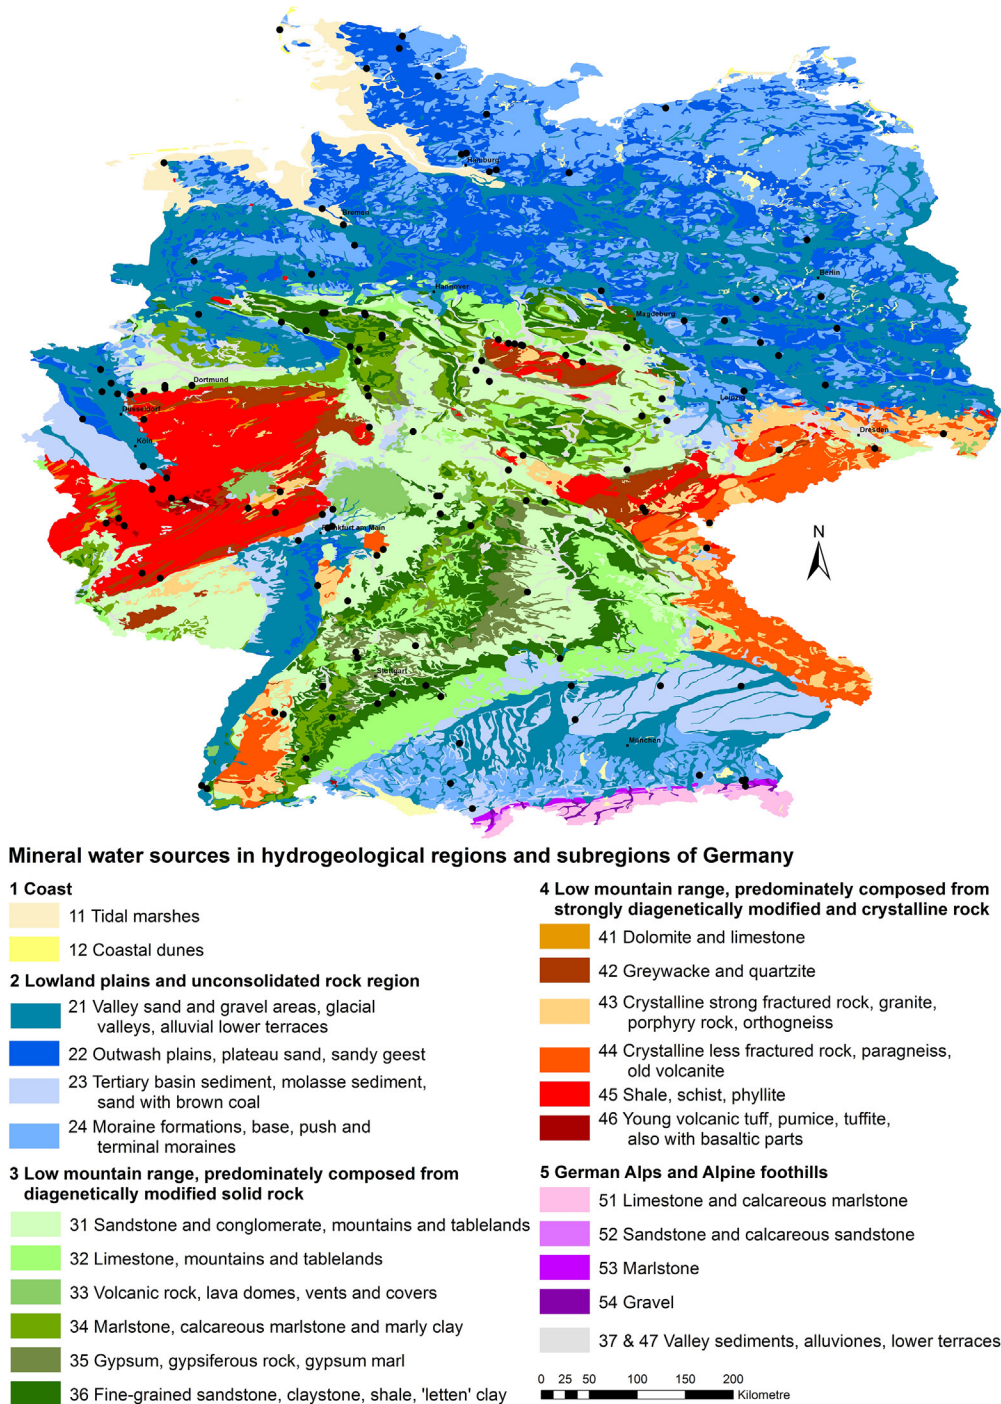 Hamburg
Bremen
Berlin
Hannover
Magdeburg
Dortmund
Leipzig
Düsseldorf
Dresden
Köln
Frankfurt am Main
N
Stuttgart
München
Mineral water sources in hydrogeological regions and subregions of Germany
1 Coast
11 Tidal marshes
12 Coastal dunes
2 Lowland plains and unconsolidated rock region
21 Valley sand and gravel areas, glacial
valleys, alluvial lower terraces
22 Outwash plains, plateau sand, sandy geest
23 Tertiary basin sediment, molasse sediment,
sand with brown coal
24 Moraine formations, base, push and
terminal moraines
3 Low mountain range, predominately composed from
diagenetically modified solid rock
31 Sandstone and conglomerate, mountains and tablelands
32 Limestone, mountains and tablelands
33 Volcanic rock, lava domes, vents and covers
34 Marlstone, calcareous marlstone and marly clay
35 Gypsum, gypsiferous rock, gypsum marl
36 Fine-grained sandstone, claystone, shale, 'letten' clay
4 Low mountain range, predominately composed from
strongly diagenetically modified and crystalline rock
41 Dolomite and limestone
42 Greywacke and quartzite
43 Crystalline strong fractured rock, granite,
porphyry rock, orthogneiss
44 Crystalline less fractured rock, paragneiss,
old volcanite
45 Shale, schist, phyllite
46 Young volcanic tuff, pumice, tuffite,
also with basaltic parts
5 German Alps and Alpine foothills
51 Limestone and calcareous marlstone
52 Sandstone and calcareous sandstone
53 Marlstone
54 Gravel
37 & 47 Valley sediments, alluviones, lower terraces
0 25 50 100 150 200
Kilometre